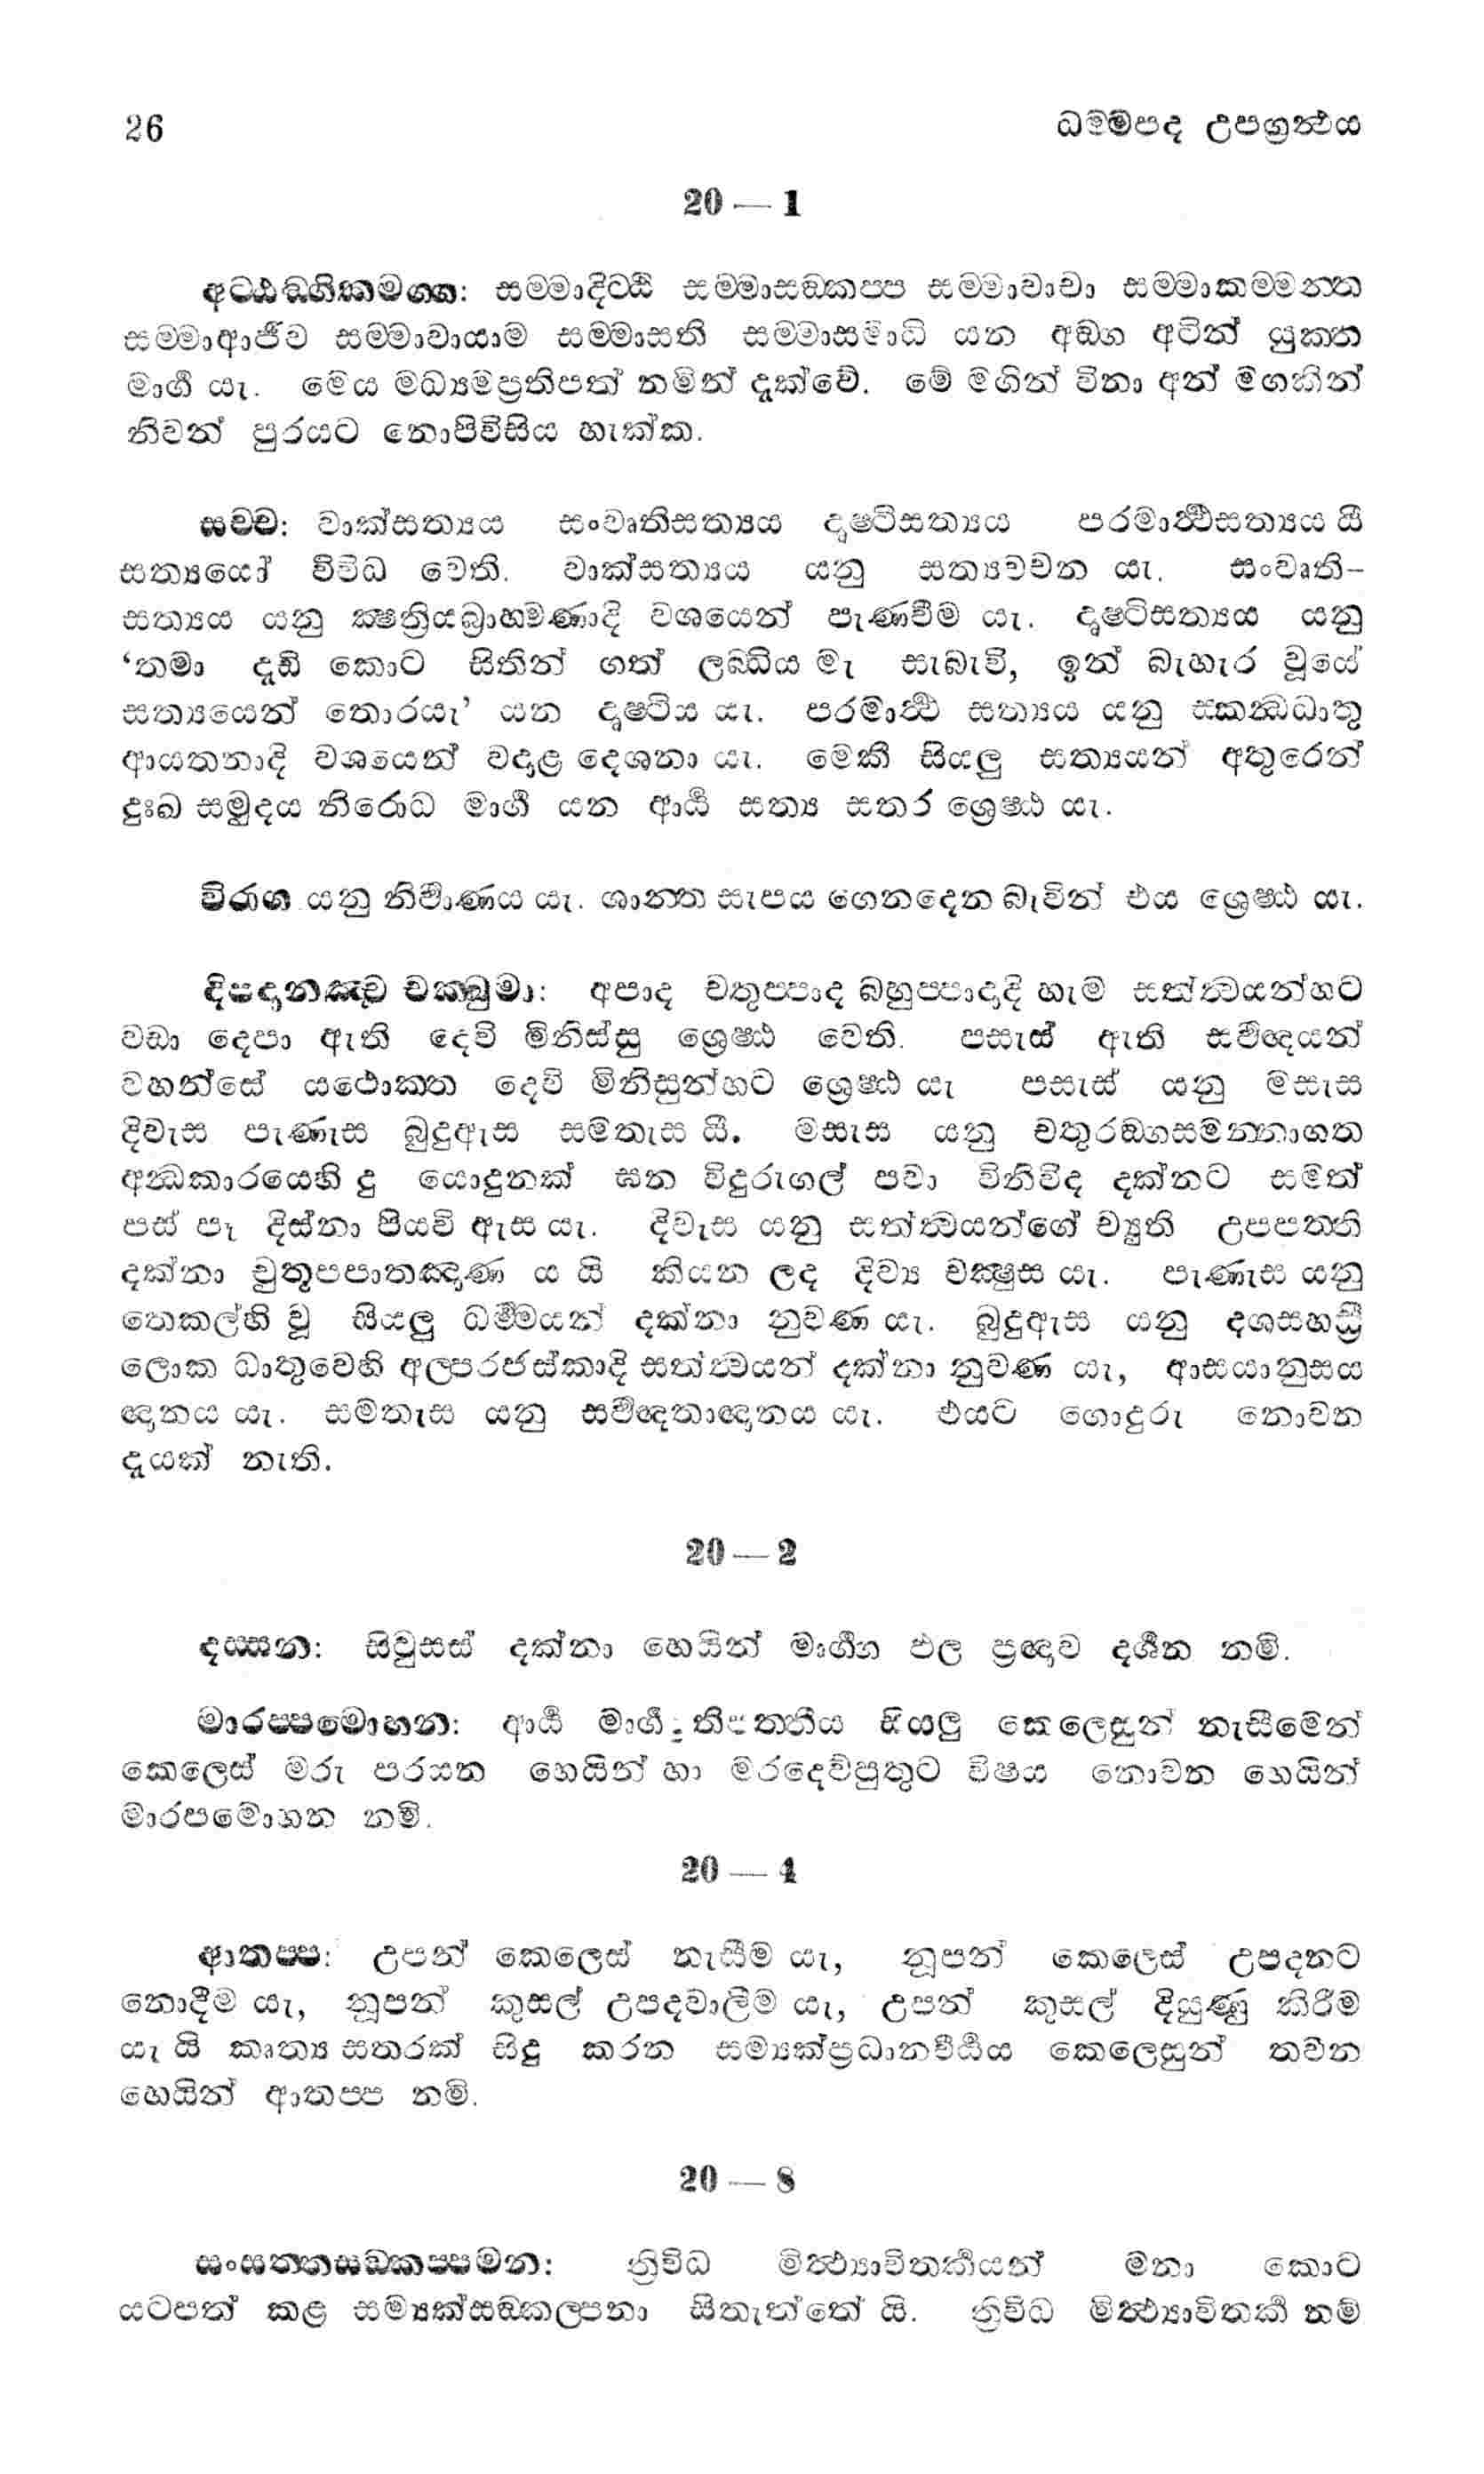 26 ධම්මපද උපග්‍රන්ථය
20 — 1
අට්ඨඞ්ගිකමග්ග: සම්මාදිට්ඨි සම්මාසඞ්කප්ප සම්මාවාචා සම්මාකම්මන්ත
සම්මාආජීව සම්මාවායාම සම්මාසති සම්මාසමාධි යන අඞ්ග අටින් යුක්ත
මාර්‍ග යැ. මෙය මධ්‍යමප්‍රතිපත් නමින් දැක්වේ. මේ මගින් විනා අන් මගකින්
නිවන් පුරයට නොපිවිසිය හැක්ක.
සච්ච: වාක්සත්‍යය සංවෘතිසත්‍යය දෘෂ්ටිසත්‍යය පරමාර්‍ත්‍ථසත්‍යය යී
සත්‍යයෝ චිවිධ වෙති. වාක්සත්‍යය යනු සත්‍යවචන යැ. සංවෘති-
සත්‍යය යනු ක්‍ෂත්‍රියබ්‍රාහ්මණාදි වශයෙන් පැණවීම යැ. දෘෂ්ටිසත්‍යය යනු
‘තමා දැඩි කොට සිතින් ගත් ලබ්ධිය මැ සැබැවි, ඉන් බැහැර වූයේ
සත්‍යයෙන් තොරයැ’ යන දෘෂ්ටිය යැ. පරමාර්‍ත්‍ථ සත්‍යය යනු ස්කන්‍ධධාතු
ආයතනාදි වශයෙන් වදාළ දෙශනා යැ. මෙකී සියලු සත්‍යයන් අතුරෙන්
දුඃඛ සමුදය නිරොධ මාර්‍ග යන ආර්‍ය්‍ය සත්‍ය සතර ශ්‍රෙෂ්ඨ යැ.
විරාග යනු නිර්‍වාණය යැ. ශාන්ත සැපය ගෙනදෙන බැවින් එය ශ්‍රෙෂ්ඨ යැ.
දිපදානඤ්ච චක්ඛුමා: අපාද චතුප්පාද බහුප්පාදාදි හැම සත්ත්‍වයන්හට
වඩා දෙපා ඇති දෙවි මිනිස්සු ශ්‍රෙෂ්ඨ වෙති. පසැස් ඇති සර්‍වඥයන්
වහන්සේ යථොක්ත දෙවි මිනිසුන්හට ශ්‍රෙෂ්ඨ යැ පසැස් යනු මසැස
දිවැස පැණැස බුදුඇස සමතැස යි. මසැස යනු චතුරඞ්ගසමන්නාගත
අන්‍ධකාරයෙහි දු යොදුනක් ඝන විදුරුගල් පවා විනිවිද දක්නට සමත්
පස් පෑ දිස්නා පියවි ඇස යැ. දිවැස යනු සත්ත්‍වයන්ගේ ච්‍යුති උපපත්ති
දක්නා චුතූපපාතඤාණ ය යි කියන ලද දිව්‍ය චක්‍ෂුස යැ. පැණැස යනු
තෙකල්හි වූ සියලු ධර්‍මයන් දක්නා නුවණ යැ. බුදුඇස යනු දශසහස්‍රී
ලොක ධාතුවෙහි අල්පරජස්කාදි සත්ත්‍වයන් දක්නා නුවණ යැ, ආසයානුසය
ඥානය යැ. සමතැස යනු සර්‍වඥතාඥානය යැ. එයට ගොදුරු නොවන
දැයක් නැති.
20 — 2
දස්සන: සිවුසස් දක්නා හෙයින් මාර්‍ග ඵල ප්‍රඥාව දර්‍ශන නමි.
මාරප්පමොහන: ආර්‍ය්‍ය මාර්‍ග තිපත්තිය සියලු කෙලෙසුන් නැසීමෙන්
කෙලෙස් මරු පරයන හෙයින් හා මරදෙව්පුතුට විෂය නොවන හෙයින්
මාරපමොහන නම්.
20 — 4
ආතප්ප: උපන් කෙලෙස් නැසීම යැ, නූපන් කෙලෙස් උපදනට
නොදීම යැ, නූපන් කුසල් උපදවාලීම යැ, උපන් කුසල් දියුණු කිරීම
යැ යි කෘත්‍ය සතරක් සිදු කරන සම්‍යක්ප්‍රධානවීර්‍ය්‍යය කෙලෙසුන් තවන
හෙයින් ආතප්ප නම්.
20 — 8
සංසත්තසඞ්කප්පමන: ත්‍රිවිධ මිත්‍ථ්‍යාවිතර්‍කයන් මනා කොට
යටපත් කළ සම්‍යක්සඞ්කල්පනා සිතැත්තේ යි. ත්‍රිවිධ මිත්‍ථ්‍යාවිතර්‍ක නම්